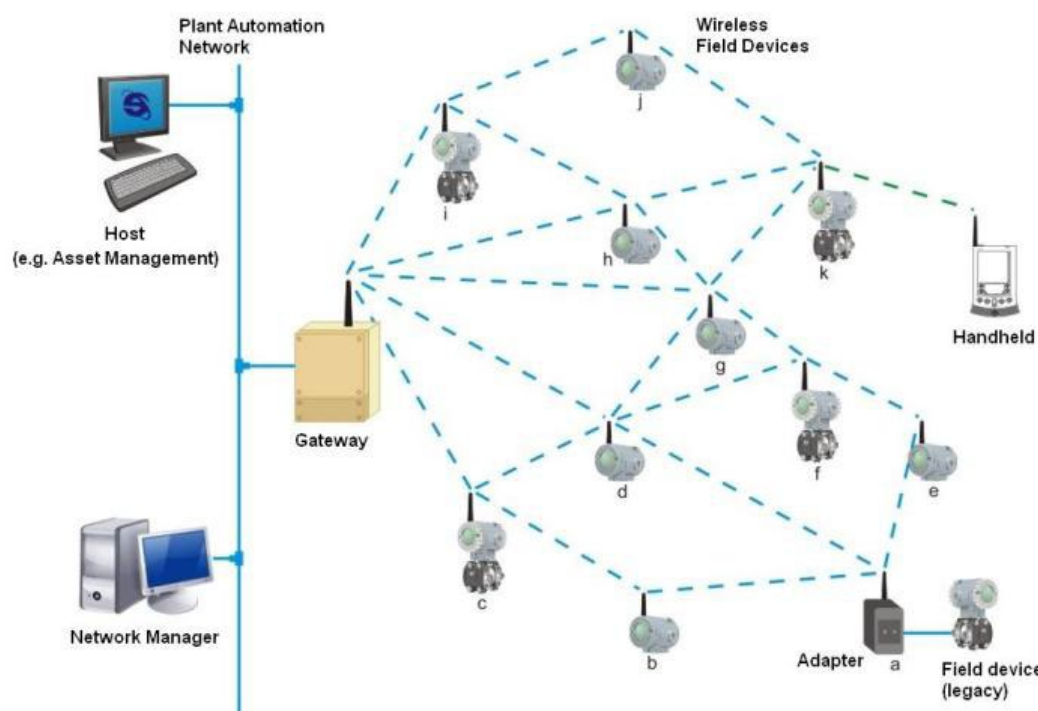 Plant Automation
Network
Wireless
Field Devices
j
i
h
k
Host
(e.g. Asset Management)
Handheld
g
Gateway
f
d
e
c
Network Manager
b
Adapter
a
Field device
(legacy)